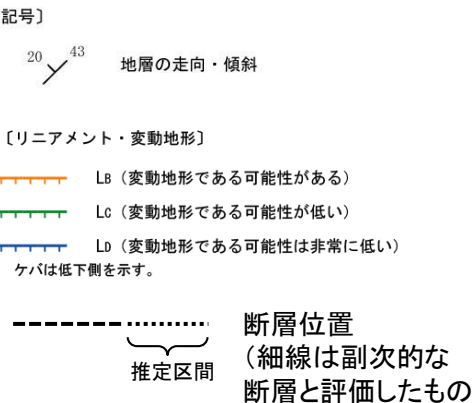 記号〕
20 43 地層の走向・傾斜
〔リニアメント・変動地形〕
LB（変動地形である可能性がある）
LC（変動地形である可能性が低い）
LD（変動地形である可能性は非常に低い）
ケバは低下側を示す。
断層位置
推定区間
（細線は副次的な
断層と評価したもの